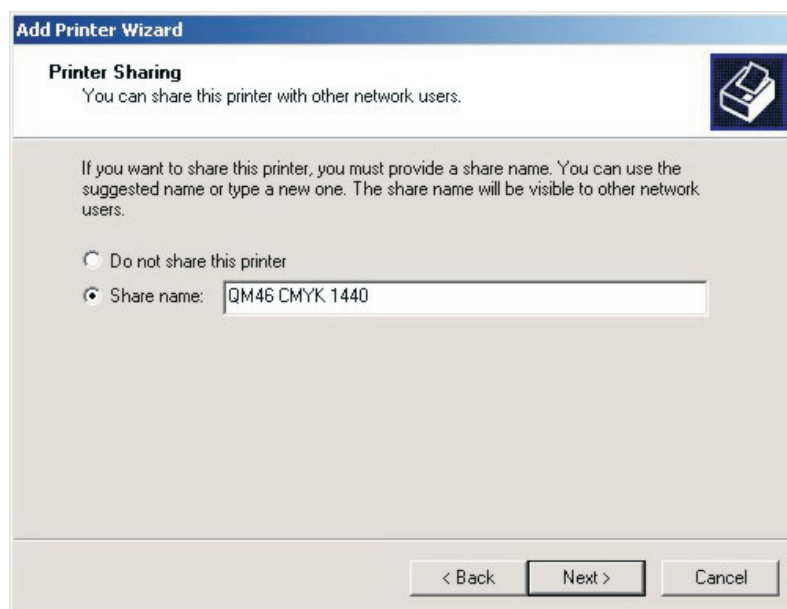 Add Printer Wizard
Printer Sharing
You can share this printer with other network users.
If you want to share this printer, you must provide a share name. You can use the
suggested name or type a new one. The share name will be visible to other network
users.
Do not share this printer
Share name: QM46 CMYK 1440
< Back Next > Cancel